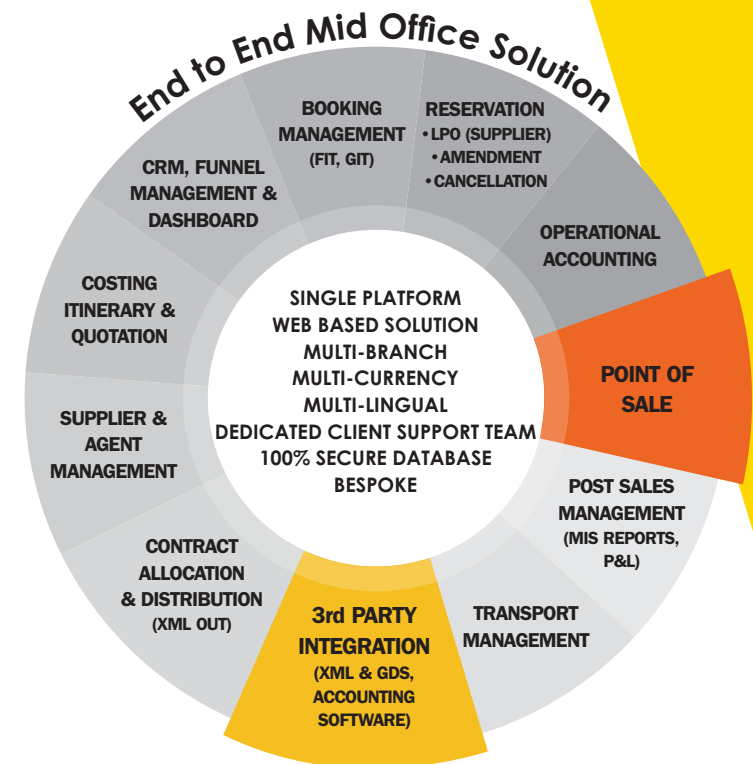 End to End Mid Office Solution
BOOKING
MANAGEMENT
(FIT, GIT)
RESERVATION
• LPO (SUPPLIER)
• AMENDMENT
• CANCELLATION
OPERATIONAL
ACCOUNTING
POINT OF
SALE
POST SALES
MANAGEMENT
(MIS REPORTS,
P&L)
TRANSPORT
MANAGEMENT
3rd PARTY
INTEGRATION
(XML & GDS,
ACCOUNTING
SOFTWARE)
CONTRACT
ALLOCATION
& DISTRIBUTION
(XML OUT)
SUPPLIER &
AGENT
MANAGEMENT
COSTING
ITINERARY &
QUOTATION
CRM, FUNNEL
MANAGEMENT &
DASHBOARD
SINGLE PLATFORM
WEB BASED SOLUTION
MULTI-BRANCH
MULTI-CURRENCY
MULTI-LINGUAL
DEDICATED CLIENT SUPPORT TEAM
100% SECURE DATABASE
BESPOKE